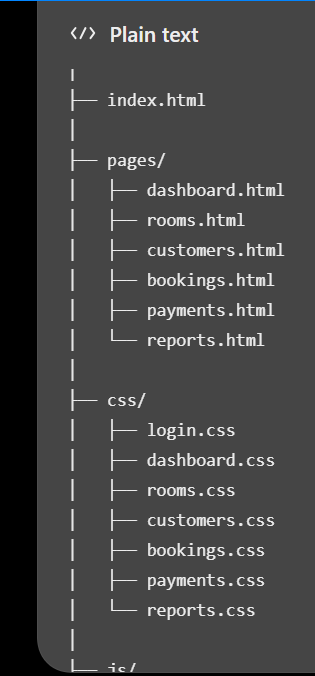 </> Plain text
│
├── index.html
│
├── pages/
│   ├── dashboard.html
│   ├── rooms.html
│   ├── customers.html
│   ├── bookings.html
│   ├── payments.html
│   └── reports.html
│
├── css/
│   ├── login.css
│   ├── dashboard.css
│   ├── rooms.css
│   ├── customers.css
│   ├── bookings.css
│   ├── payments.css
│   └── reports.css
│
├── js/